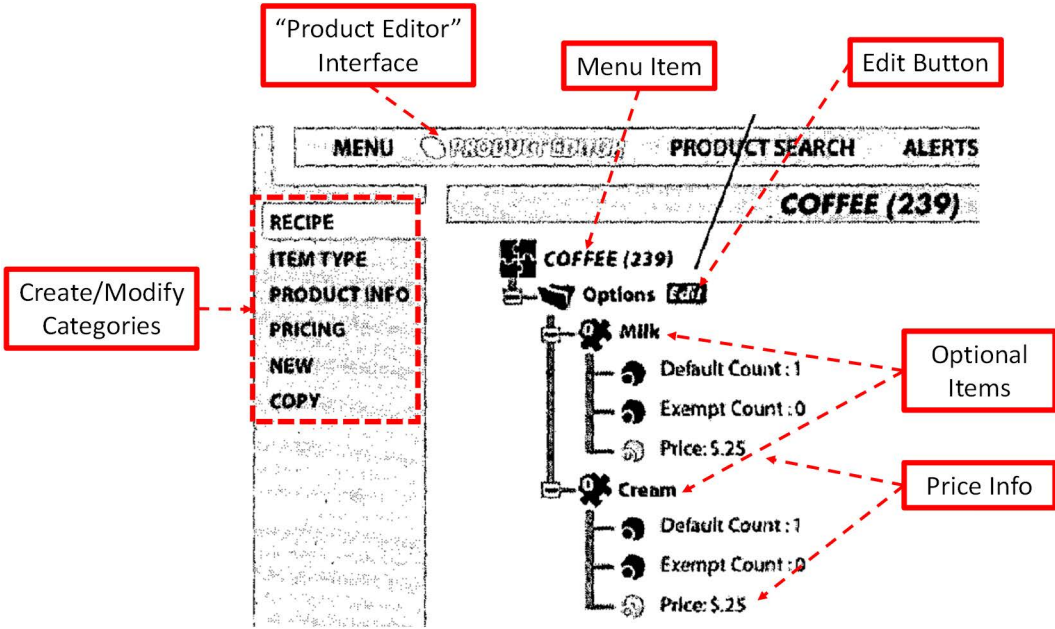 “Product Editor”
Interface
Menu Item
Edit Button
MENU PRODUCT EDITOR PRODUCT SEARCH ALERTS
COFFEE (239)
RECIPE
ITEM TYPE
PRODUCT INFO
PRICING
NEW
COPY
Create/Modify
Categories
COFFEE (239)
Options Edit
Milk
Default Count : 1
Exempt Count : 0
Price: $.25
Cream
Default Count : 1
Exempt Count : 0
Price: $.25
Optional
Items
Price Info